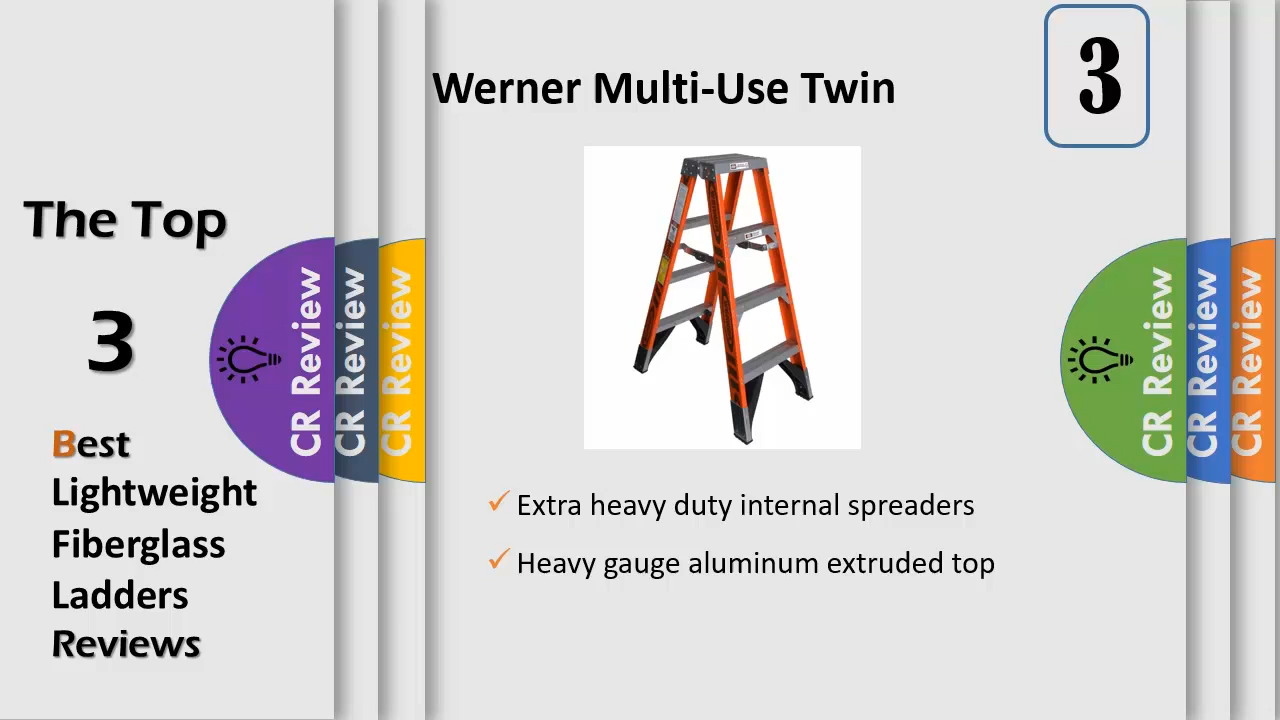 The Top
3
Best
Lightweight
Fiberglass
Ladders
Reviews
CR Review
CR Review
CR Review
Werner Multi-Use Twin
3
Extra heavy duty internal spreaders
Heavy gauge aluminum extruded top
CR Review
CR Review
CR Review